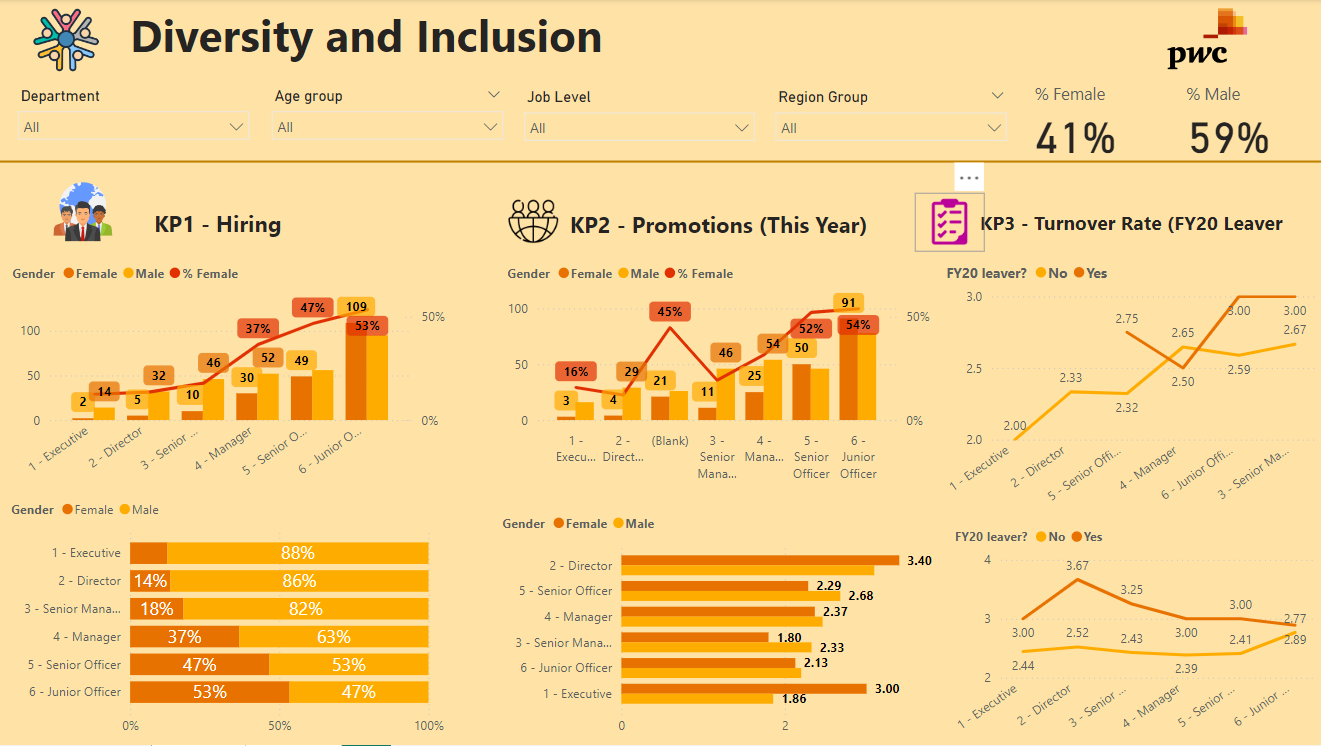 Diversity and Inclusion
pwc
Department
Age group
Job Level
Region Group
% Female
% Male
All
All
All
All
41%
59%
...
KP1 - Hiring
KP2 - Promotions (This Year)
KP3 - Turnover Rate (FY20 Leaver
Gender Female Male % Female
100
50
0
50%
0%
2
14
5
32
10
46
30
37%
52
49
47%
109
53%
1 - Executive
2 - Director
3 - Senior ...
4 - Manager
5 - Senior O...
6 - Junior O...
Gender Female Male % Female
100
50
0
50%
0%
3
16%
4
29
21
45%
11
46
25
54
50
52%
91
54%
1 -
Execu...
2 -
Direct...
(Blank)
3 -
Senior
Mana...
4 -
Mana...
5 -
Senior
Officer
6 -
Junior
Officer
FY20 leaver? No Yes
3.0
2.5
2.0
2.00
2.33
2.75
2.32
2.65
2.50
3.00
2.59
3.00
2.67
1 - Executive
2 - Director
5 - Senior Offi...
4 - Manager
6 - Junior Offi...
3 - Senior Ma...
Gender Female Male
1 - Executive 88%
2 - Director 14% 86%
3 - Senior Mana... 18% 82%
4 - Manager 37% 63%
5 - Senior Officer 47% 53%
6 - Junior Officer 53% 47%
0% 50% 100%
Gender Female Male
2 - Director 3.40
5 - Senior Officer 2.29
2.68
4 - Manager 2.37
3 - Senior Mana... 1.80
2.33
6 - Junior Officer 2.13
1 - Executive 3.00
1.86
0 2
FY20 leaver? No Yes
4
3
2
3.00
2.44
3.67
2.52
3.25
2.43
3.00
2.39
3.00
2.41
2.77
2.89
1 - Executive
2 - Director
3 - Senior ...
4 - Manager
5 - Senior ...
6 - Junior ...